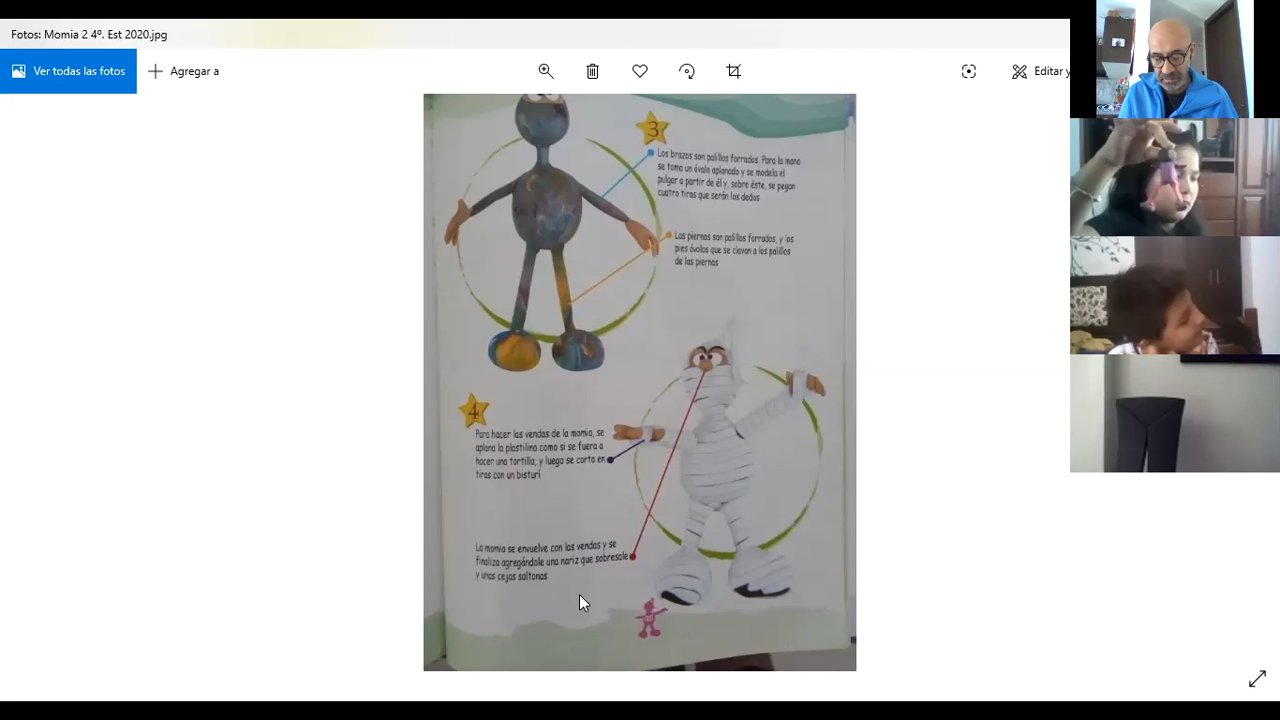 Fotos: Momia 2 4º. Est 2020.jpg
Ver todas las fotos
Agregar a
Editar y
3
Los brazos son palillos forrados. Para la mano
se toma un óvalo aplanado y se modela el
pulgar a partir de él y, sobre éste, se pegan
cuatro tiras que serán los dedos
Las piernas son palillos forrados, y los
pies óvalos que se clavan a los palillos
de las piernas
4
Para hacer las vendas de la momia, se
aplana la plastilina como si se fuera a
hacer una tortilla, y luego se corta en
tiras con un bisturí
La momia se envuelve con las vendas y se
finaliza agregándole una nariz que sobresale
y unas cejas saltonas